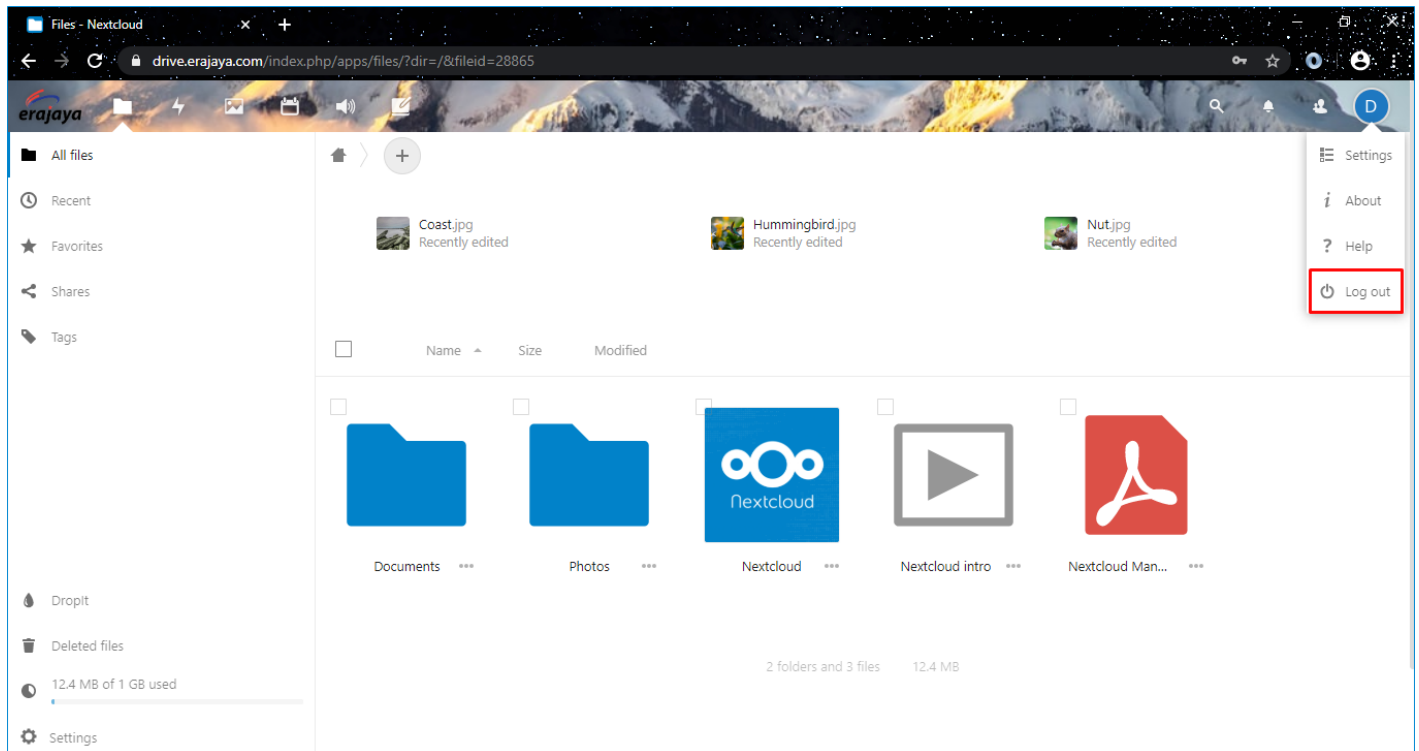 Files - Nextcloud
drive.erajaya.com/index.php/apps/files/?dir=/&fileid=28865
erajaya
D
All files
Recent
Favorites
Shares
Tags
Settings
About
Help
Log out
Coast.jpg
Recently edited
Hummingbird.jpg
Recently edited
Nut.jpg
Recently edited
Name Size Modified
Nextcloud
Documents Photos Nextcloud Nextcloud intro Nextcloud Man...
2 folders and 3 files 12.4 MB
DropIt
Deleted files
12.4 MB of 1 GB used
Settings